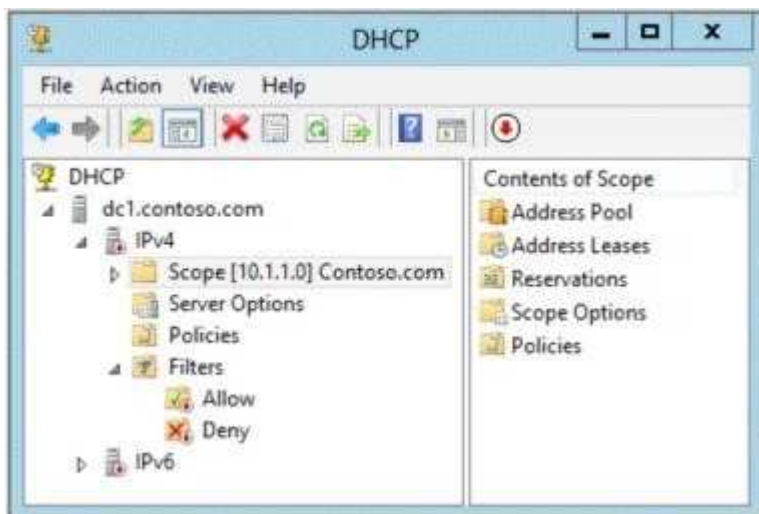 DHCP
File Action View Help
DHCP
dc1.contoso.com
IPv4
Scope [10.1.1.0] Contoso.com
Server Options
Policies
Filters
Allow
Deny
IPv6
Contents of Scope
Address Pool
Address Leases
Reservations
Scope Options
Policies